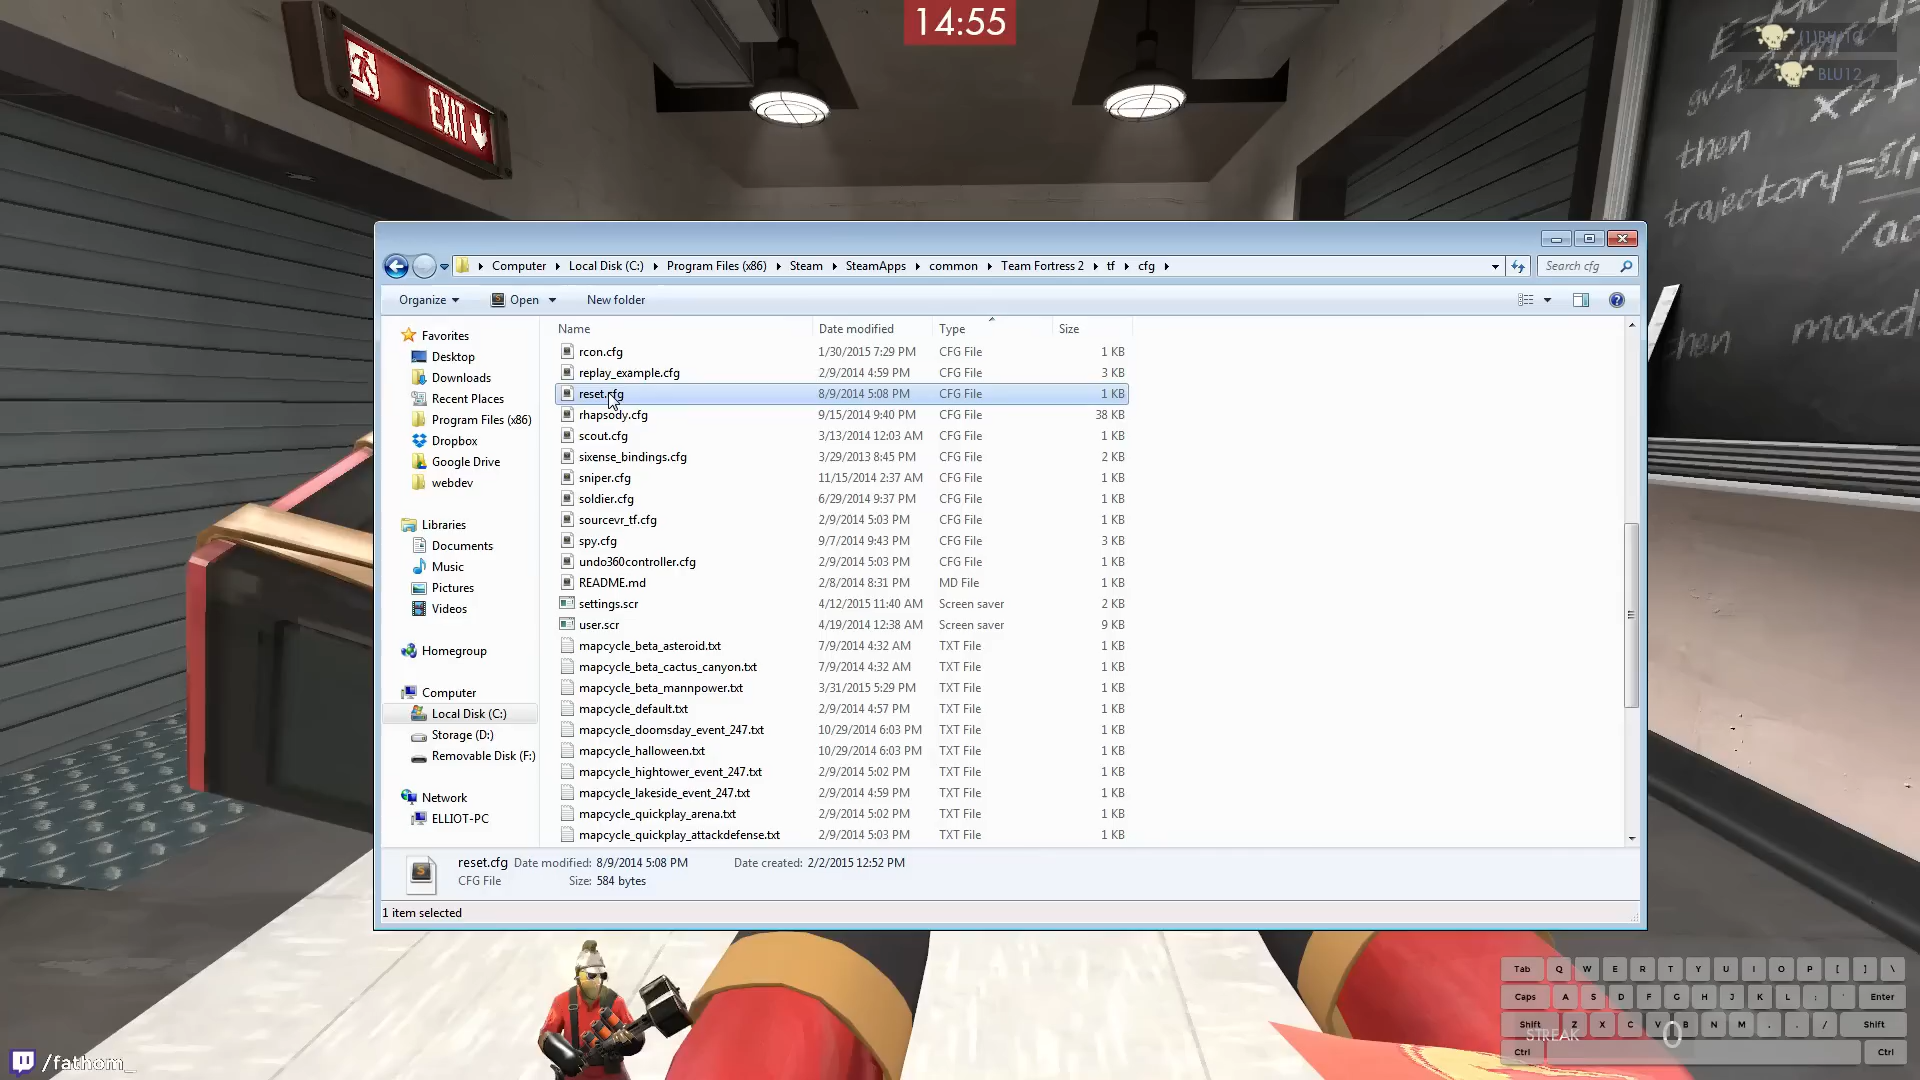 14:55
EXIT
BLU12
then
x2+
trajectory=
then
maxd
Computer Local Disk (C:) Program Files (x86) Steam SteamApps common Team Fortress 2 tf cfg
Search cfg
Organize Open New folder
Name Date modified Type Size
Favorites
Desktop
Downloads
Recent Places
Program Files (x86)
Dropbox
Google Drive
webdev
Libraries
Documents
Music
Pictures
Videos
Homegroup
Computer
Local Disk (C:)
Storage (D:)
Removable Disk (F:)
Network
ELLIOT-PC
rcon.cfg 1/30/2015 7:29 PM CFG File 1 KB
replay_example.cfg 2/9/2014 4:59 PM CFG File 3 KB
reset.cfg 8/9/2014 5:08 PM CFG File 1 KB
rhapsody.cfg 9/15/2014 9:40 PM CFG File 38 KB
scout.cfg 3/13/2014 12:03 AM CFG File 1 KB
sixense_bindings.cfg 3/29/2013 8:45 PM CFG File 2 KB
sniper.cfg 11/15/2014 2:37 AM CFG File 1 KB
soldier.cfg 6/29/2014 9:37 PM CFG File 1 KB
sourcevr_tf.cfg 2/9/2014 5:03 PM CFG File 1 KB
spy.cfg 9/7/2014 9:43 PM CFG File 3 KB
undo360controller.cfg 2/9/2014 5:03 PM CFG File 1 KB
README.md 2/8/2014 8:31 PM MD File 1 KB
settings.scr 4/12/2015 11:40 AM Screen saver 2 KB
user.scr 4/19/2014 12:38 AM Screen saver 9 KB
mapcycle_beta_asteroid.txt 7/9/2014 4:32 AM TXT File 1 KB
mapcycle_beta_cactus_canyon.txt 7/9/2014 4:32 AM TXT File 1 KB
mapcycle_beta_mannpower.txt 3/31/2015 5:29 PM TXT File 1 KB
mapcycle_default.txt 2/9/2014 4:57 PM TXT File 1 KB
mapcycle_doomsday_event_247.txt 10/29/2014 6:03 PM TXT File 1 KB
mapcycle_halloween.txt 10/29/2014 6:03 PM TXT File 1 KB
mapcycle_hightower_event_247.txt 2/9/2014 5:02 PM TXT File 1 KB
mapcycle_lakeside_event_247.txt 2/9/2014 4:59 PM TXT File 1 KB
mapcycle_quickplay_arena.txt 2/9/2014 5:02 PM TXT File 1 KB
mapcycle_quickplay_attackdefense.txt 2/9/2014 5:03 PM TXT File 1 KB
reset.cfg Date modified: 8/9/2014 5:08 PM Date created: 2/2/2015 12:52 PM
CFG File Size: 584 bytes
1 item selected
Tab Q W E R T Y U I O P [ ] \
Caps A S D F G H J K L ; ' Enter
Shift Z X C V B N M , . / Shift
STREAK 0
Ctrl Ctrl
/fathom_